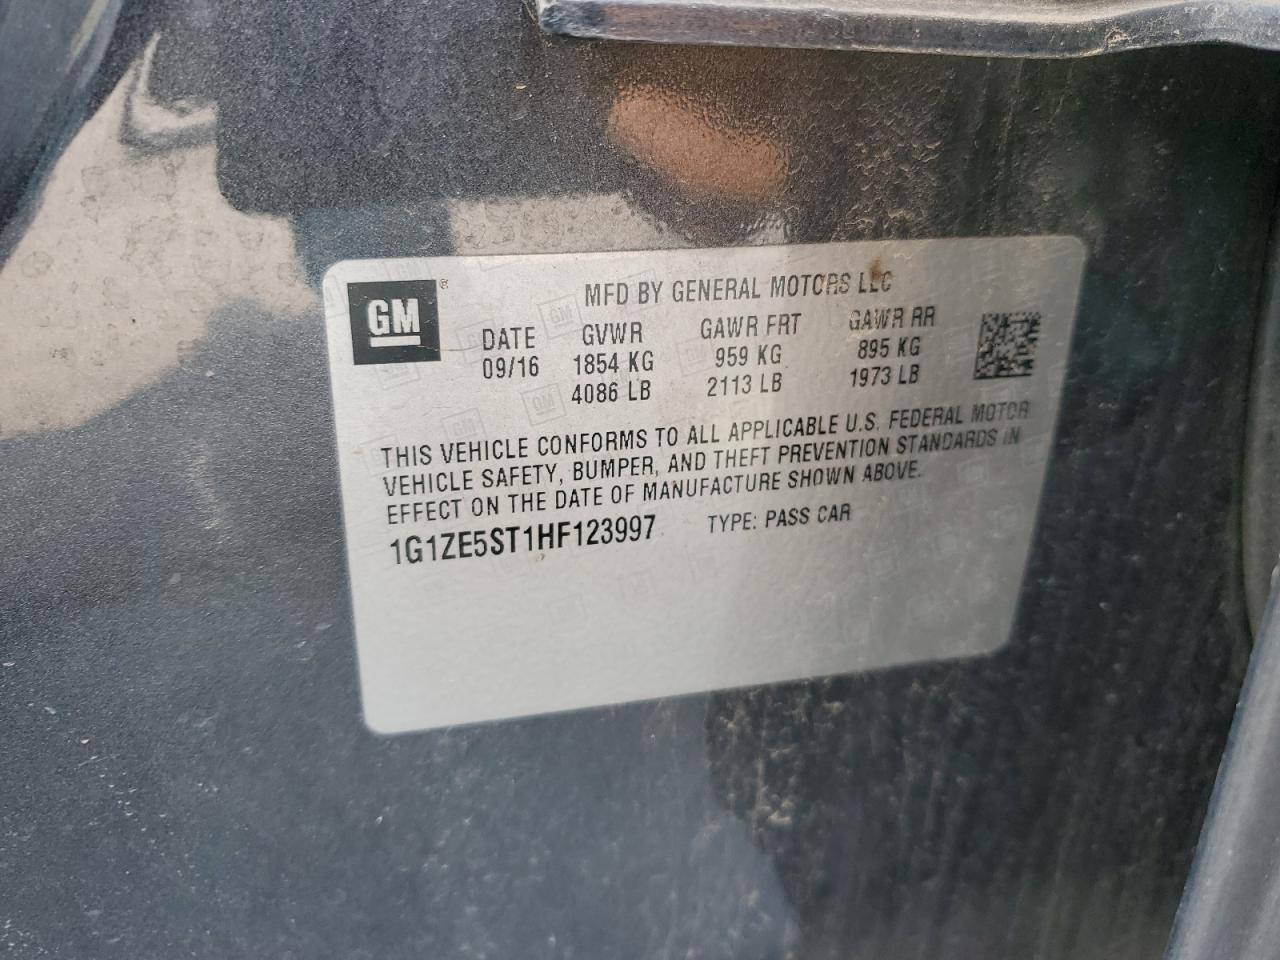 GM ®
MFD BY GENERAL MOTORS LLC
DATE GVWR GAWR FRT GAWR RR
09/16 1854 KG 959 KG 895 KG
4086 LB 2113 LB 1973 LB
THIS VEHICLE CONFORMS TO ALL APPLICABLE U.S. FEDERAL MOTOR
VEHICLE SAFETY, BUMPER, AND THEFT PREVENTION STANDARDS IN
EFFECT ON THE DATE OF MANUFACTURE SHOWN ABOVE.
1G1ZE5ST1HF123997 TYPE: PASS CAR